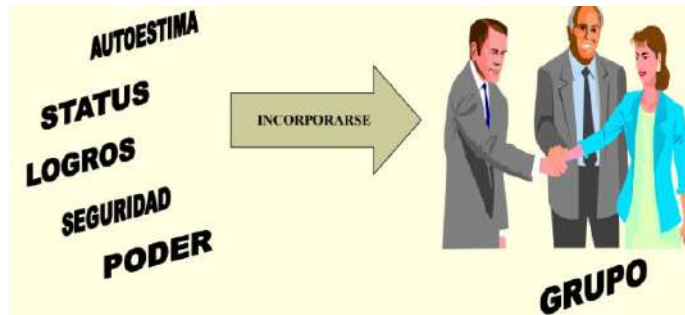 AUTOESTIMA
STATUS
LOGROS
SEGURIDAD
PODER
INCORPORARSE
GRUPO